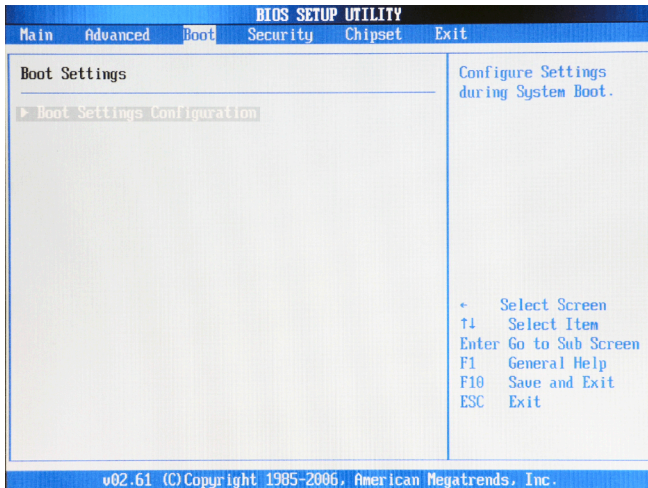 BIOS SETUP UTILITY
Main Advanced Boot Security Chipset Exit
Boot Settings
▶ Boot Settings Configuration
Configure Settings
during System Boot.
← Select Screen
↑↓ Select Item
Enter Go to Sub Screen
F1 General Help
F10 Save and Exit
ESC Exit
v02.61 (C)Copyright 1985-2006, American Megatrends, Inc.